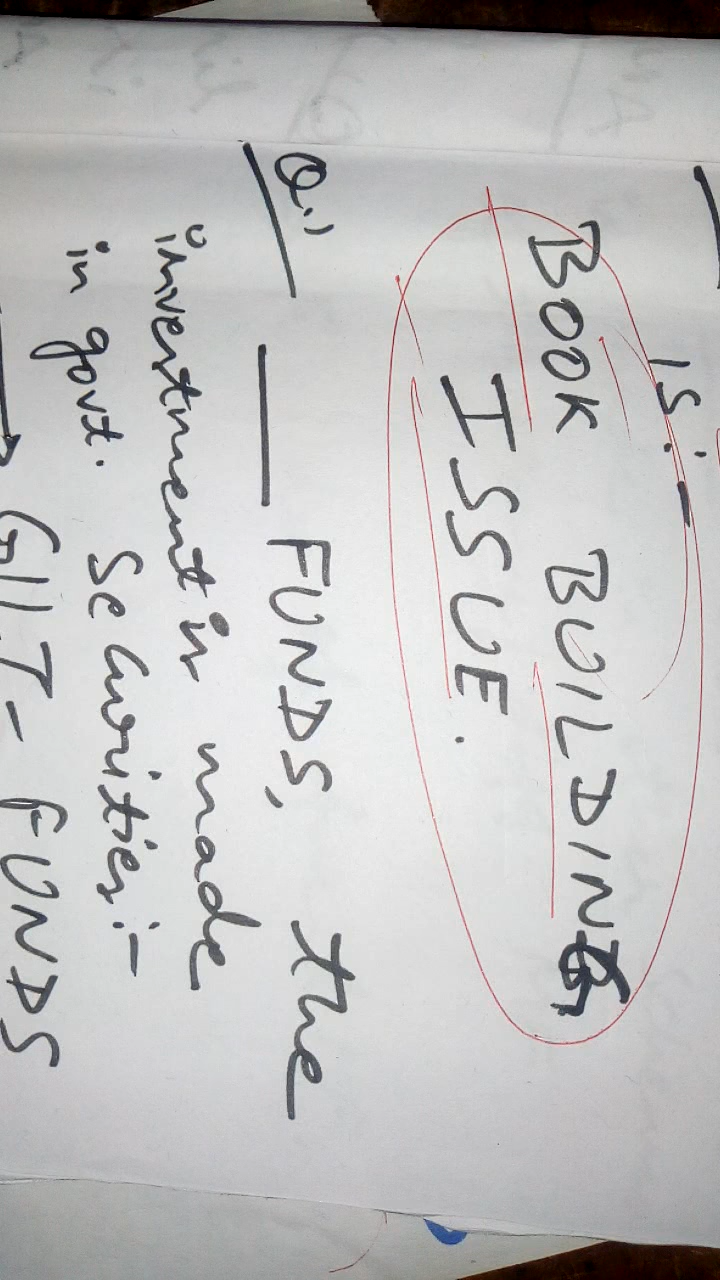 is:-
BOOK BUILDING
ISSUE.
Q.) ___ FUNDS, the
investment is made
in govt. Securities:-
→ GILT- FUNDS